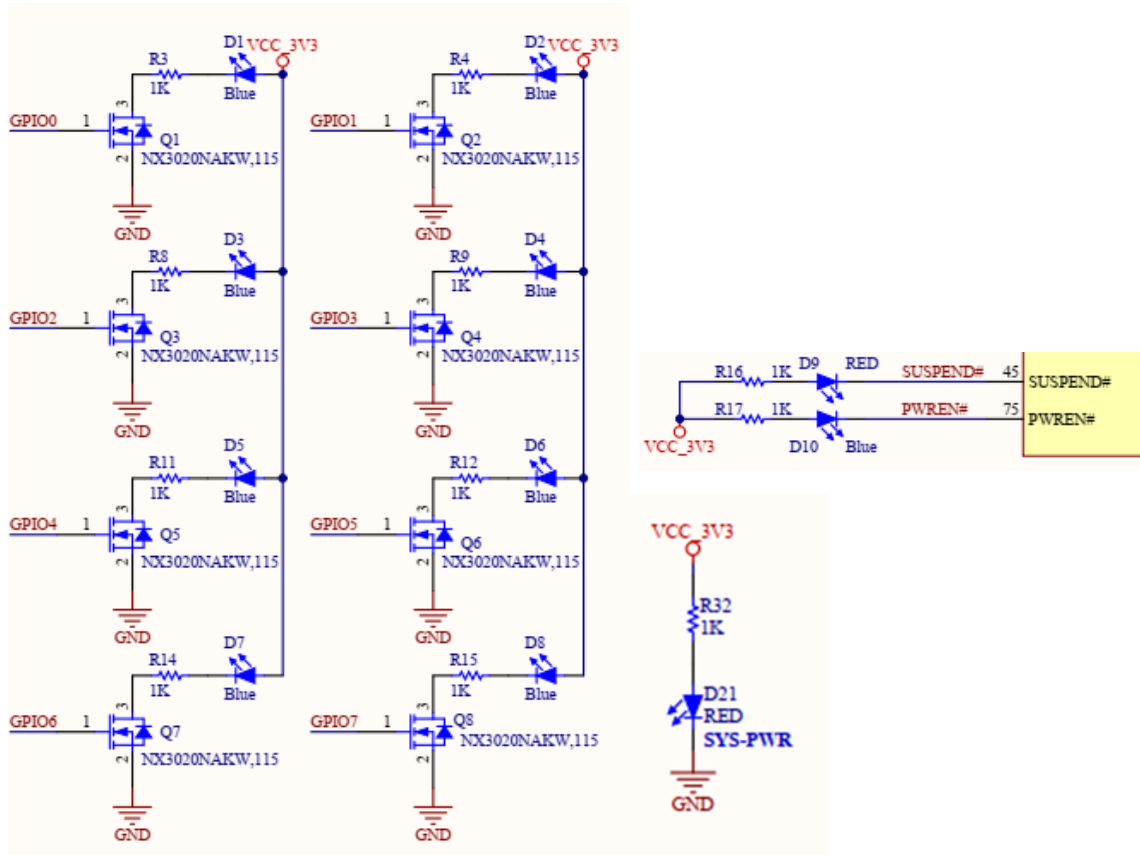 D1
VCC_3V3
R3
1K
Blue
GPIO0
1
3
2
Q1
NX3020NAKW,115
GND
D2
VCC_3V3
R4
1K
Blue
GPIO1
1
3
2
Q2
NX3020NAKW,115
GND
D3
R8
1K
Blue
GPIO2
1
3
2
Q3
NX3020NAKW,115
GND
D4
R9
1K
Blue
GPIO3
1
3
2
Q4
NX3020NAKW,115
GND
D5
R11
1K
Blue
GPIO4
1
3
2
Q5
NX3020NAKW,115
GND
D6
R12
1K
Blue
GPIO5
1
3
2
Q6
NX3020NAKW,115
GND
D7
R14
1K
Blue
GPIO6
1
3
2
Q7
NX3020NAKW,115
GND
D8
R15
1K
Blue
GPIO7
1
3
2
Q8
NX3020NAKW,115
GND
R16 1K D9 RED SUSPEND# 45 SUSPEND#
R17 1K PWREN# 75 PWREN#
VCC_3V3 D10 Blue
VCC_3V3
R32
1K
D21
RED
SYS-PWR
GND